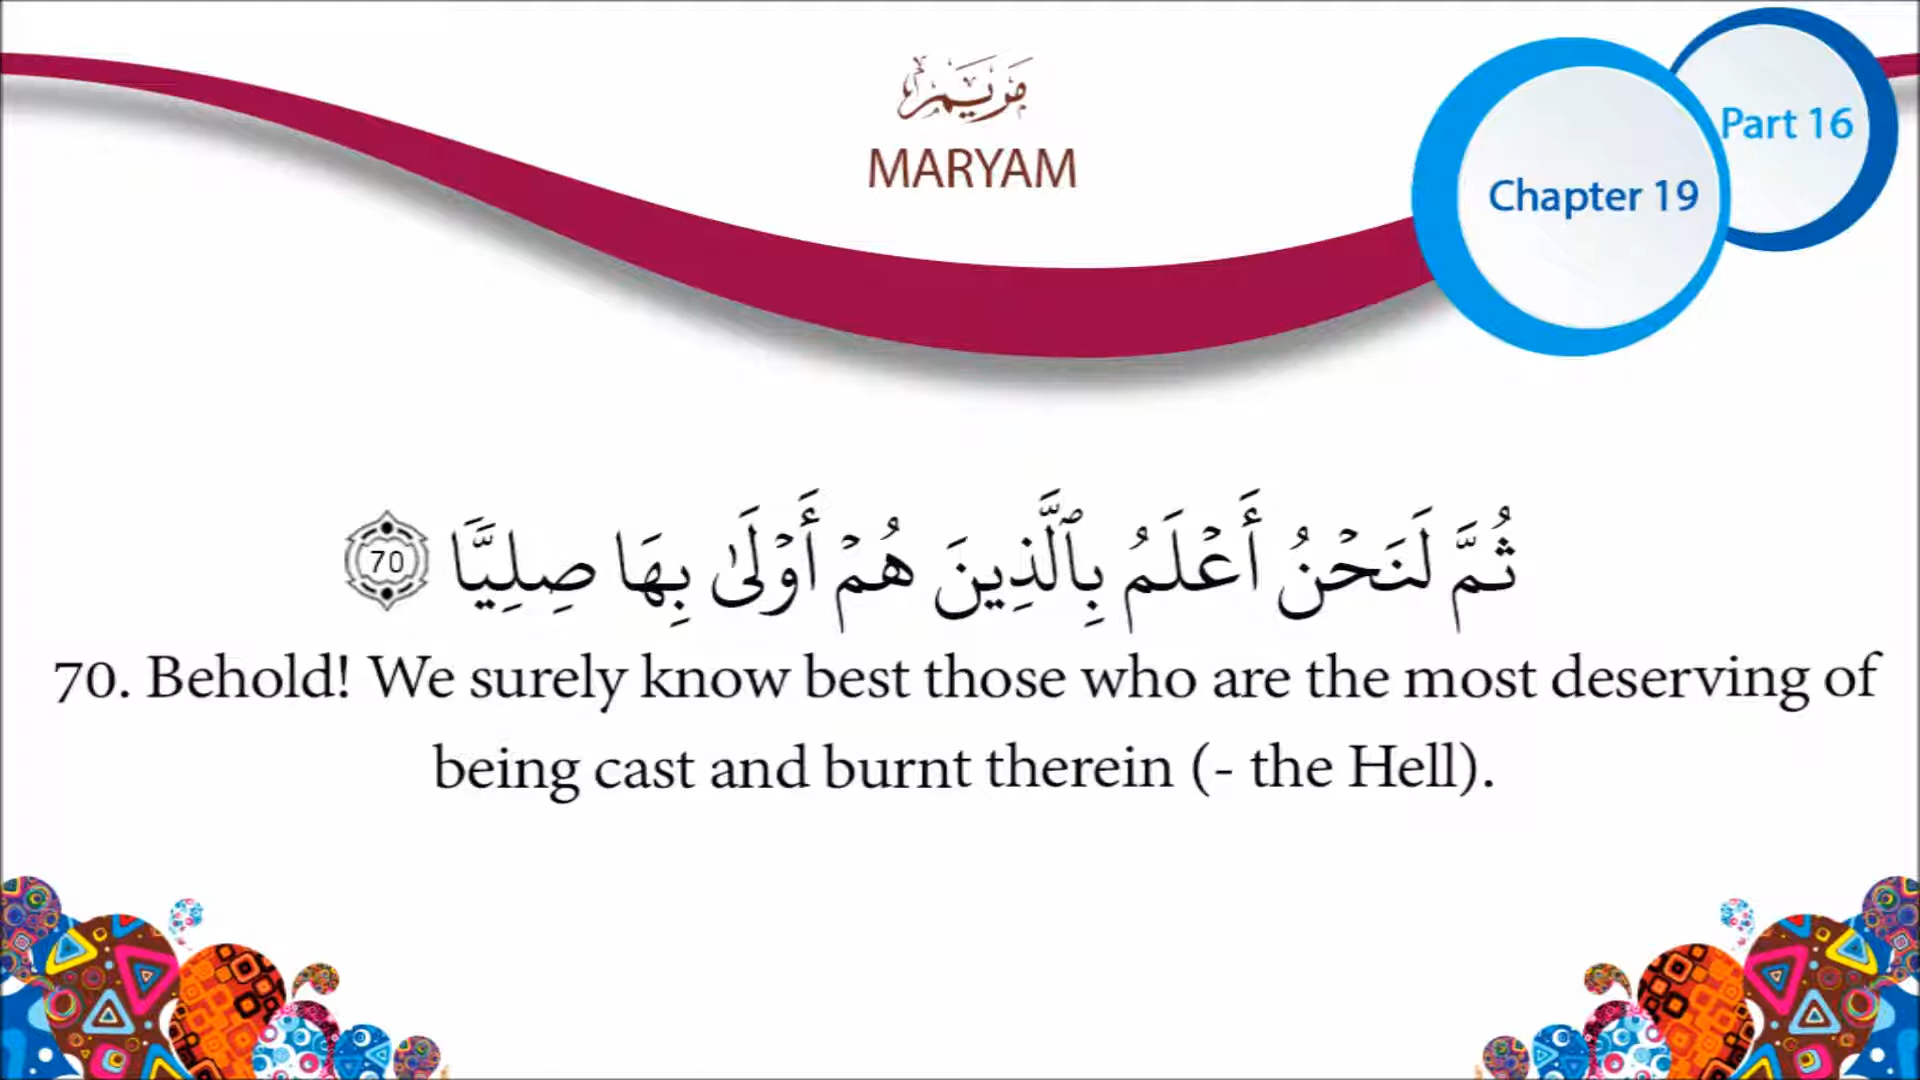 مَرْيَم
MARYAM
Part 16
Chapter 19
ثُمَّ لَنَحۡنُ أَعۡلَمُ بِٱلَّذِينَ هُمۡ أَوۡلَىٰ بِهَا صِلِيّٗا 70
70. Behold! We surely know best those who are the most deserving of
being cast and burnt therein (- the Hell).